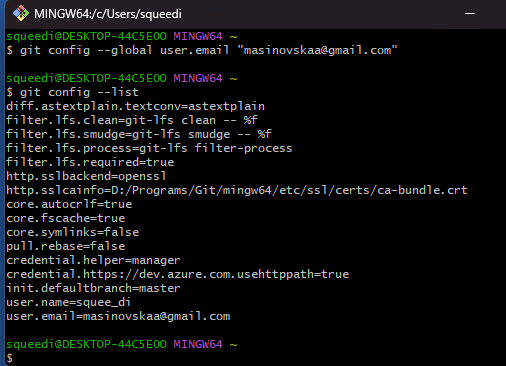 MINGW64:/c/Users/squeedi
squeedi@DESKTOP-44C5E0O MINGW64 ~
$ git config --global user.email "masinovskaa@gmail.com"
squeedi@DESKTOP-44C5E0O MINGW64 ~
$ git config --list
diff.astextplain.textconv=astextplain
filter.lfs.clean=git-lfs clean -- %f
filter.lfs.smudge=git-lfs smudge -- %f
filter.lfs.process=git-lfs filter-process
filter.lfs.required=true
http.sslbackend=openssl
http.sslcainfo=D:/Programs/Git/mingw64/etc/ssl/certs/ca-bundle.crt
core.autocrlf=true
core.fscache=true
core.symlinks=false
pull.rebase=false
credential.helper=manager
credential.https://dev.azure.com.usehttppath=true
init.defaultbranch=master
user.name=squee_di
user.email=masinovskaa@gmail.com
squeedi@DESKTOP-44C5E0O MINGW64 ~
$